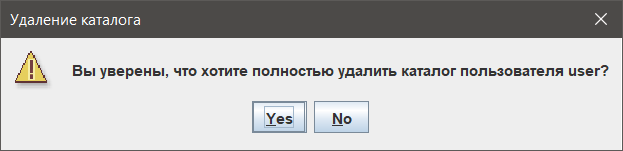 Удаление каталога
Вы уверены, что хотите полностью удалить каталог пользователя user?
Yes No